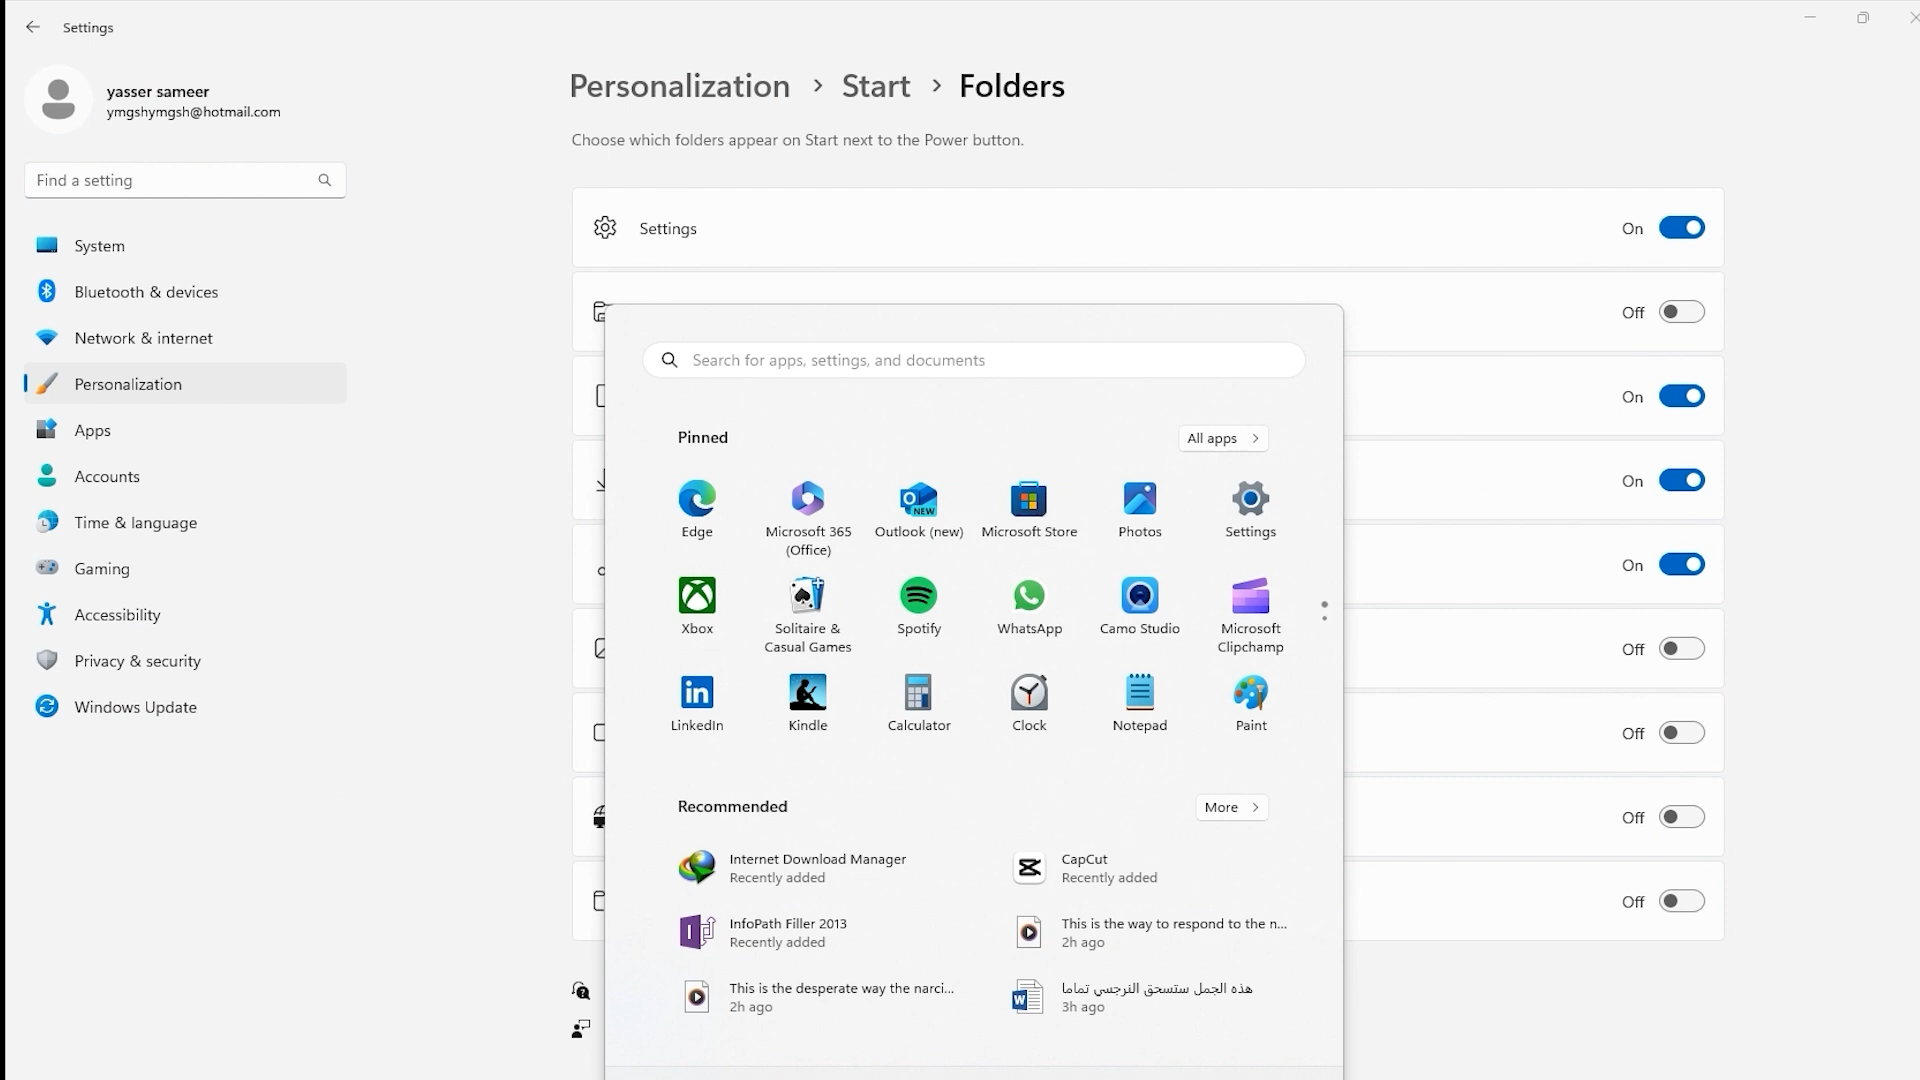 Settings
yasser sameer
ymgshymgsh@hotmail.com
Find a setting
System
Bluetooth & devices
Network & internet
Personalization
Apps
Accounts
Time & language
Gaming
Accessibility
Privacy & security
Windows Update
Personalization > Start > Folders
Choose which folders appear on Start next to the Power button.
Settings On
Off
On
On
On
Off
Off
Off
Off
Search for apps, settings, and documents
Pinned All apps >
Edge Microsoft 365 Outlook (new) Microsoft Store Photos Settings
(Office)
NEW
Xbox Solitaire & Spotify WhatsApp Camo Studio Microsoft
Casual Games Clipchamp
LinkedIn Kindle Calculator Clock Notepad Paint
Recommended More >
Internet Download Manager
Recently added
CapCut
Recently added
InfoPath Filler 2013
Recently added
This is the way to respond to the n...
2h ago
This is the desperate way the narci...
2h ago
هذه الجمل ستسحق النرجسي تماما
3h ago